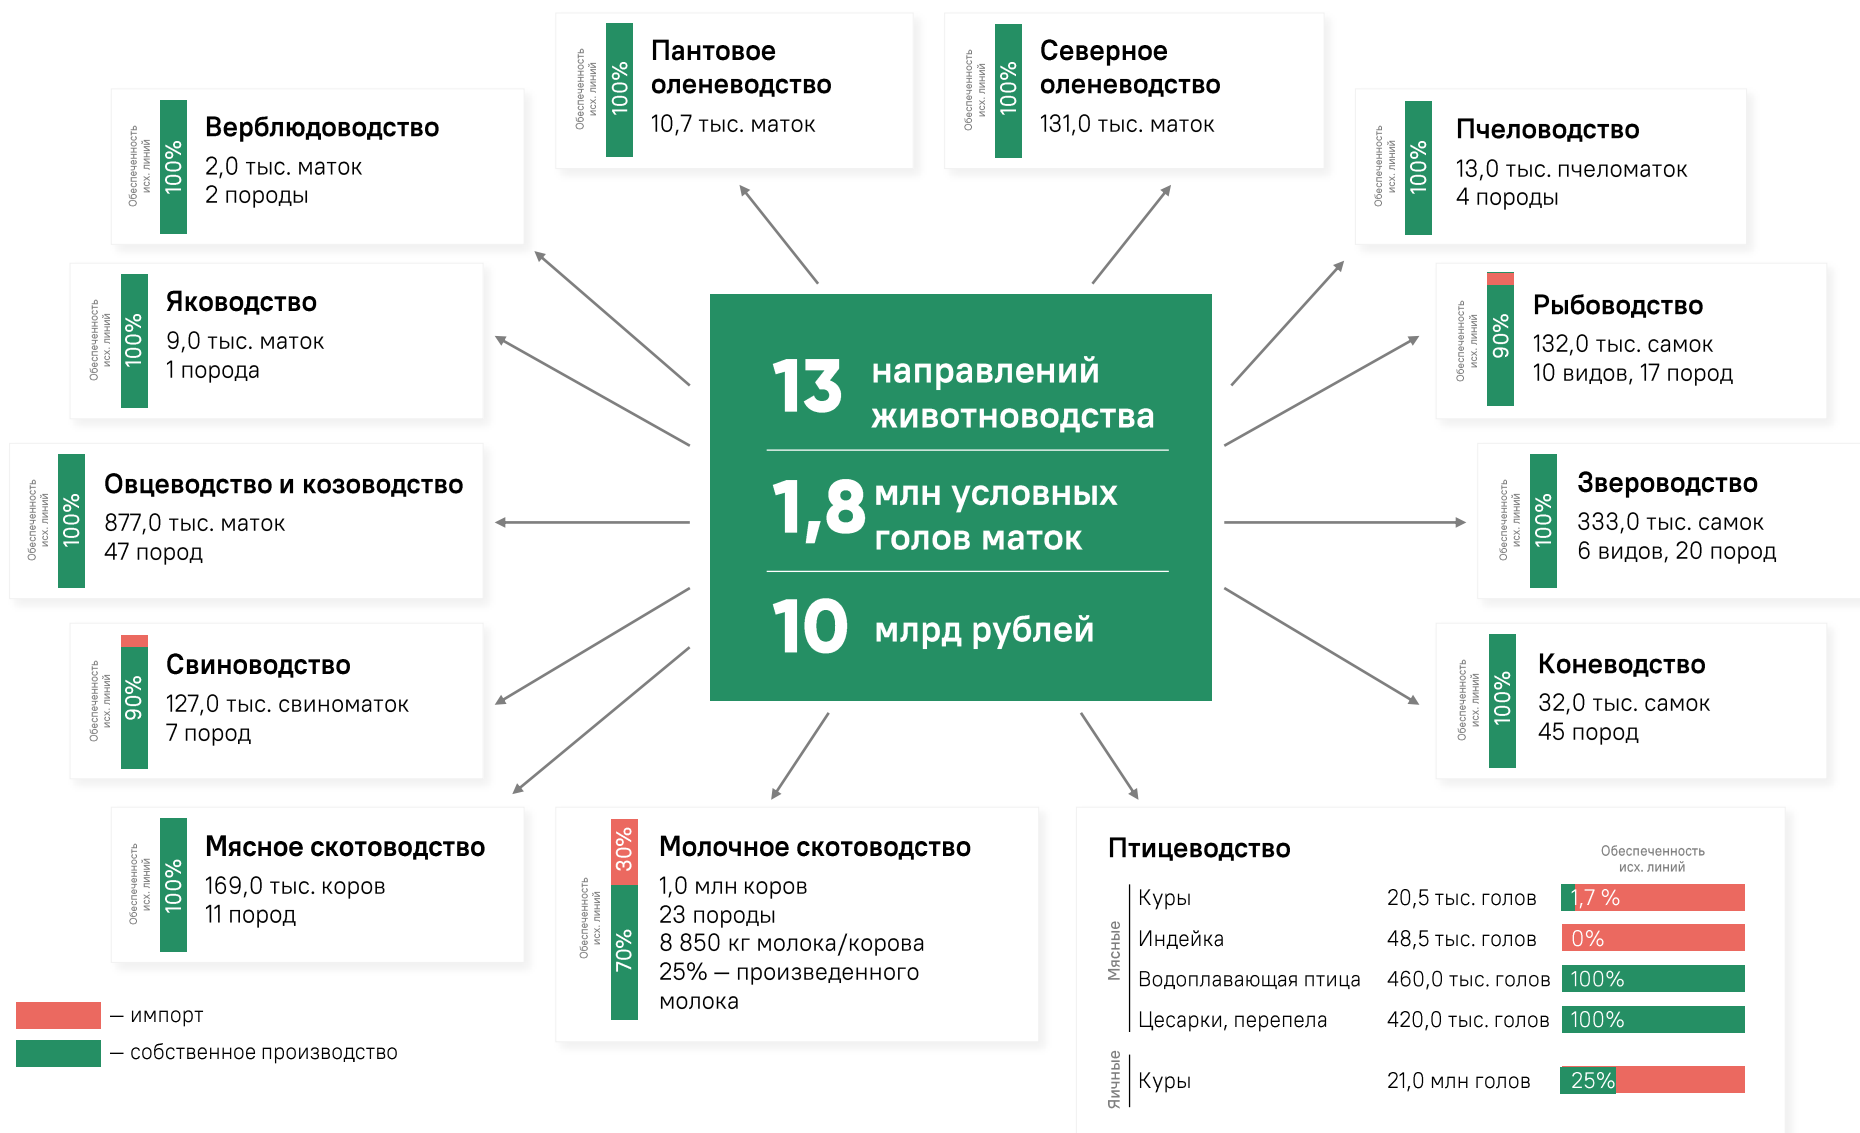 Обеспеченность
исх. линий
100%
Пантовое
оленеводство
10,7 тыс. маток
Обеспеченность
исх. линий
100%
Северное
оленеводство
131,0 тыс. маток
Обеспеченность
исх. линий
100%
Верблюдоводство
2,0 тыс. маток
2 породы
Обеспеченность
исх. линий
100%
Пчеловодство
13,0 тыс. пчеломаток
4 породы
Обеспеченность
исх. линий
100%
Яководство
9,0 тыс. маток
1 порода
Обеспеченность
исх. линий
90%
Рыбоводство
132,0 тыс. самок
10 видов, 17 пород
13 направлений
животноводства
1,8 млн условных
голов маток
10 млрд рублей
Обеспеченность
исх. линий
100%
Овцеводство и козоводство
877,0 тыс. маток
47 пород
Обеспеченность
исх. линий
100%
Звероводство
333,0 тыс. самок
6 видов, 20 пород
Обеспеченность
исх. линий
90%
Свиноводство
127,0 тыс. свиноматок
7 пород
Обеспеченность
исх. линий
100%
Коневодство
32,0 тыс. самок
45 пород
Обеспеченность
исх. линий
100%
Мясное скотоводство
169,0 тыс. коров
11 пород
Обеспеченность
исх. линий
30%
70%
Молочное скотоводство
1,0 млн коров
23 породы
8 850 кг молока/корова
25% – произведенного
молока
Птицеводство
Обеспеченность
исх. линий
Мясные
Куры 20,5 тыс. голов 1,7 %
Индейка 48,5 тыс. голов 0%
Водоплавающая птица 460,0 тыс. голов 100%
Цесарки, перепела 420,0 тыс. голов 100%
Яичные
Куры 21,0 млн голов 25%
– импорт
– собственное производство